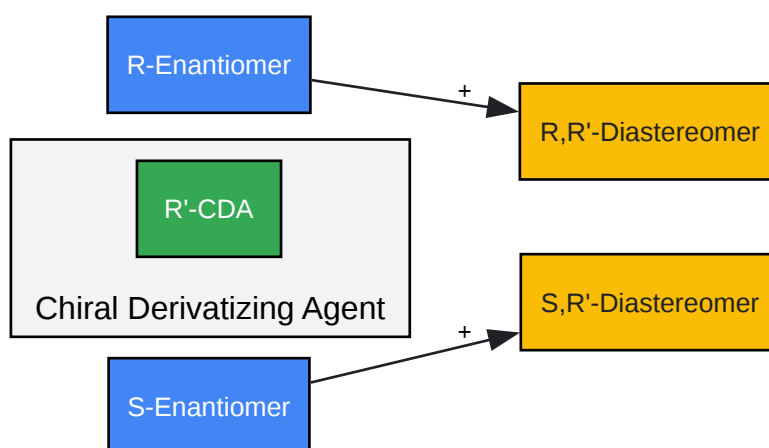 R-Enantiomer
+
R,R'-Diastereomer
R'-CDA
Chiral Derivatizing Agent
S,R'-Diastereomer
+
S-Enantiomer